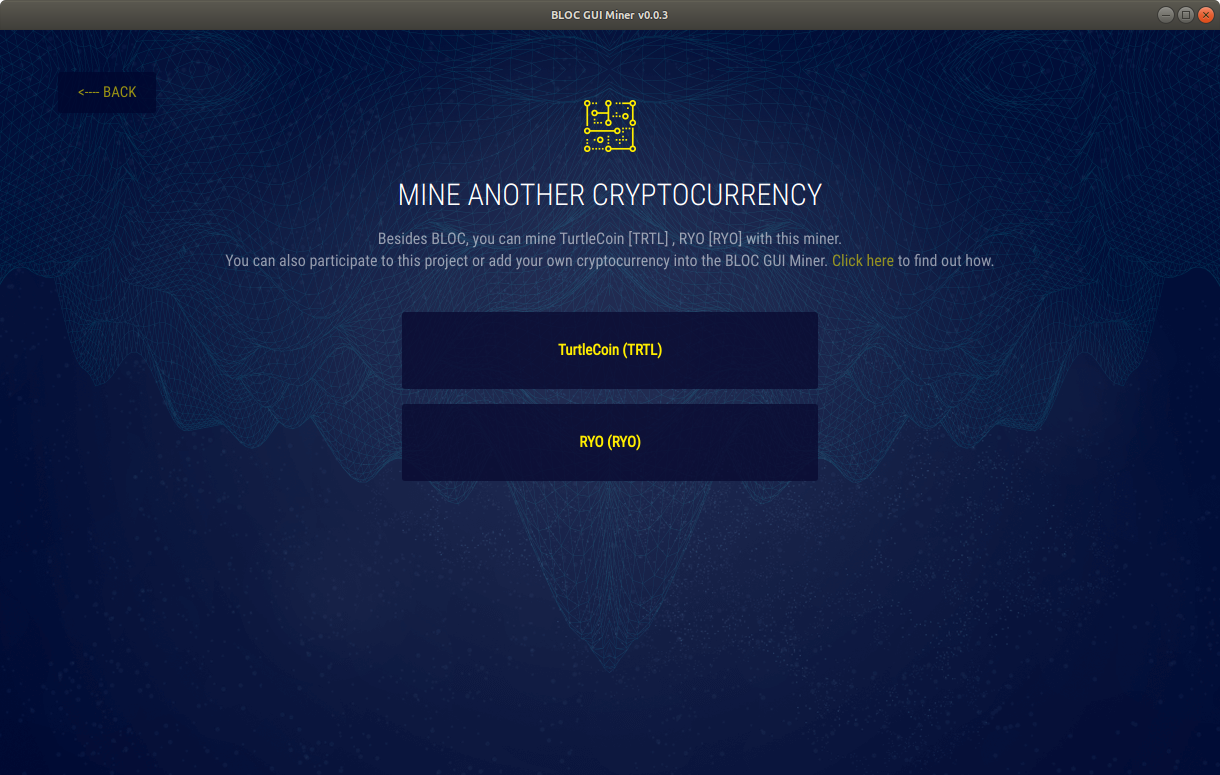 BLOC GUI Miner v0.0.3
<---- BACK
MINE ANOTHER CRYPTOCURRENCY
Besides BLOC, you can mine TurtleCoin [TRTL] , RYO [RYO] with this miner.
You can also participate to this project or add your own cryptocurrency into the BLOC GUI Miner. Click here to find out how.
TurtleCoin (TRTL)
RYO (RYO)